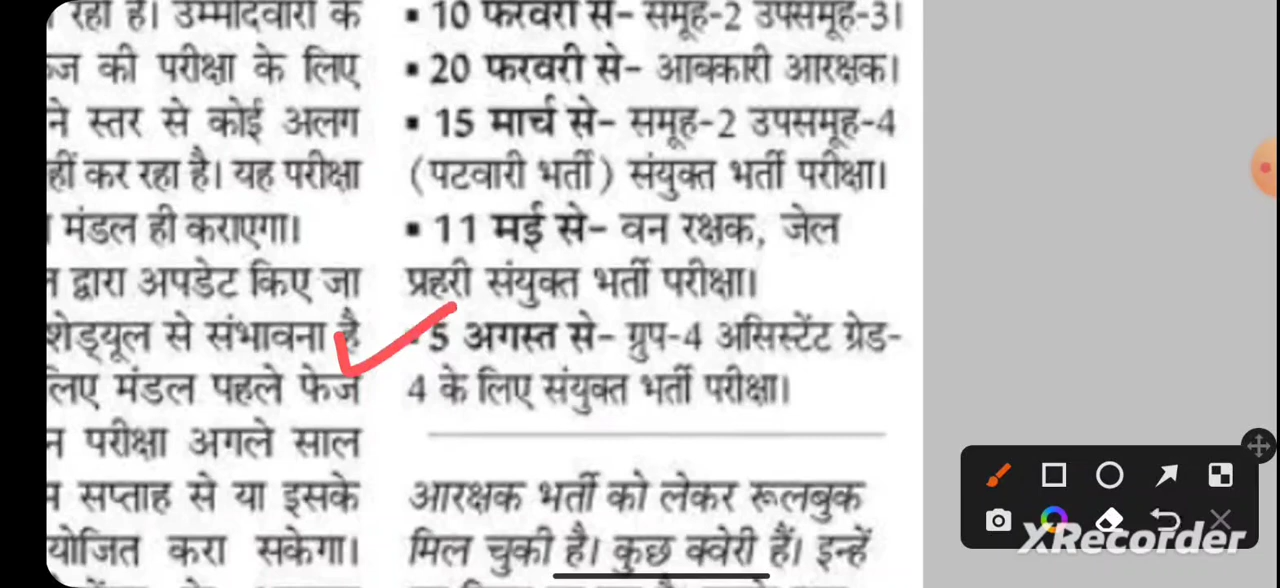 रहा है। उम्मीदवारों के
की परीक्षा के लिए
ने स्तर से कोई अलग
हीं कर रहा है। यह परीक्षा
मंडल ही कराएगा।
द्वारा अपडेट किए जा
शेड्यूल से संभावना है
लिए मंडल पहले फेज
परीक्षा अगले साल
सप्ताह से या इसके
योजित करा सकेगा।
▪ 10 फरवरी से- समूह-2 उपसमूह-3।
▪ 20 फरवरी से- आबकारी आरक्षक।
▪ 15 मार्च से- समूह-2 उपसमूह-4
(पटवारी भर्ती) संयुक्त भर्ती परीक्षा।
▪ 11 मई से- वन रक्षक, जेल
प्रहरी संयुक्त भर्ती परीक्षा।
5 अगस्त से- ग्रुप-4 असिस्टेंट ग्रेड-
4 के लिए संयुक्त भर्ती परीक्षा।
आरक्षक भर्ती को लेकर रूलबुक
मिल चुकी है। कुछ क्वेरी हैं। इन्हें
XRecorder